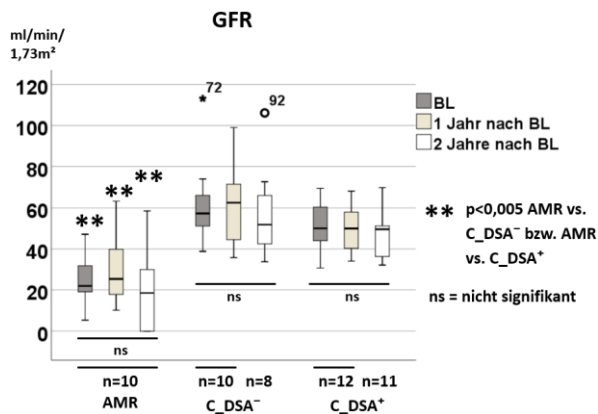 GFR
ml/min/
1,73m²
120
100
80
60
40
20
0
** ** **
*72
92
BL
1 Jahr nach BL
2 Jahre nach BL
** p<0,005 AMR vs.
C_DSA⁻ bzw. AMR
vs. C_DSA⁺
ns = nicht signifikant
ns
ns
ns
n=10
n=10 n=8
n=12 n=11
AMR
C_DSA⁻
C_DSA⁺